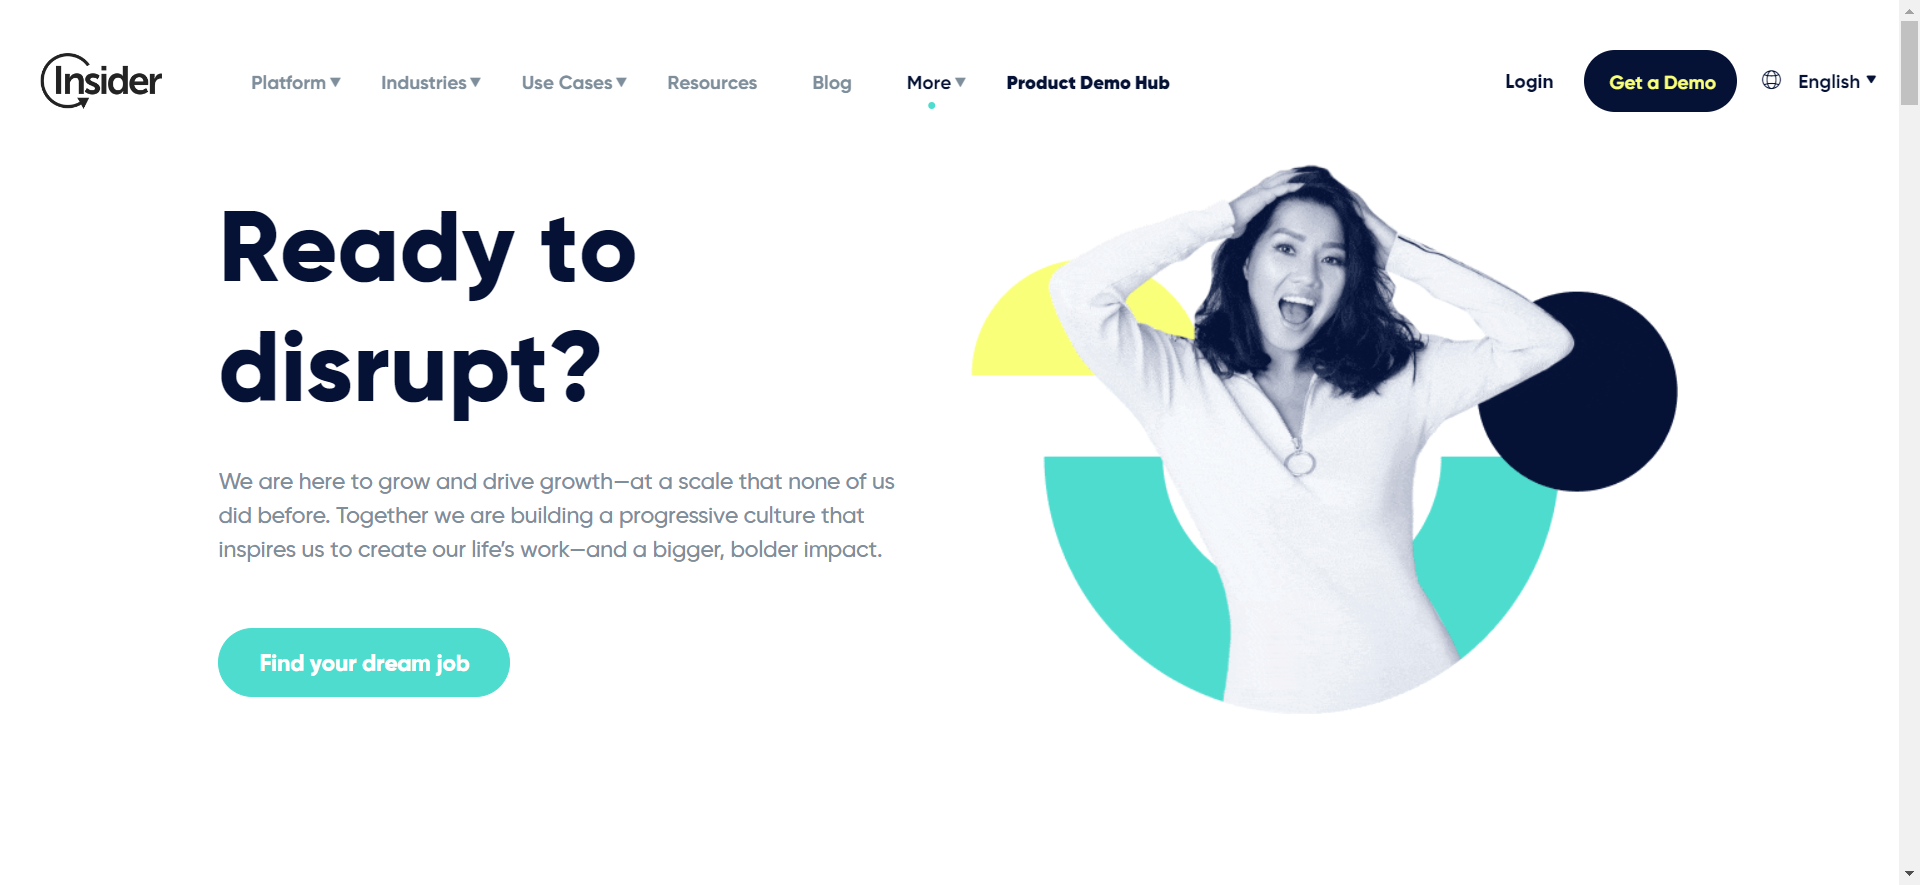 Insider
Platform
Industries
Use Cases
Resources
Blog
More
Product Demo Hub
Login
Get a Demo
English
Ready to
disrupt?
We are here to grow and drive growth—at a scale that none of us
did before. Together we are building a progressive culture that
inspires us to create our life’s work—and a bigger, bolder impact.
Find your dream job